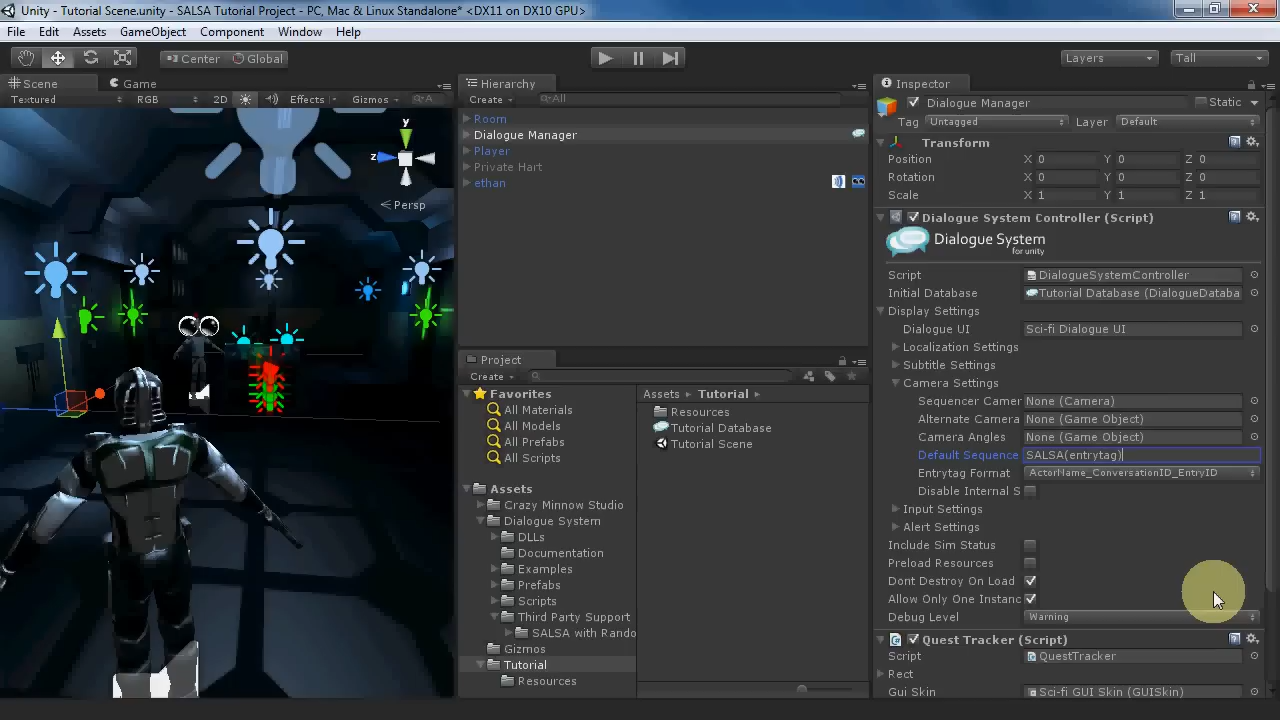 Unity - Tutorial Scene.unity - SALSA Tutorial Project - PC, Mac & Linux Standalone* <DX11 on DX10 GPU>
File Edit Assets GameObject Component Window Help
Center Global Layers Tall
Scene Game
Textured RGB 2D Effects Gizmos All
y
z
Persp
Hierarchy
Create All
Room
Dialogue Manager
Player
Private Hart
ethan
Project
Create
Favorites
All Materials
All Models
All Prefabs
All Scripts
Assets
Crazy Minnow Studio
Dialogue System
DLLs
Documentation
Examples
Prefabs
Scripts
Third Party Support
SALSA with Rando
Gizmos
Tutorial
Resources
Assets Tutorial
Resources
Tutorial Database
Tutorial Scene
Inspector
Dialogue Manager Static
Tag Untagged Layer Default
Transform
Position X 0 Y 0 Z 0
Rotation X 0 Y 0 Z 0
Scale X 1 Y 1 Z 1
Dialogue System Controller (Script)
Dialogue System
for unity
Script DialogueSystemController
Initial Database Tutorial Database (DialogueDataba
Display Settings
Dialogue UI Sci-fi Dialogue UI
Localization Settings
Subtitle Settings
Camera Settings
Sequencer Camer None (Camera)
Alternate Camera None (Game Object)
Camera Angles None (Game Object)
Default Sequence SALSA(entrytag)
Entrytag Format ActorName_ConversationID_EntryID
Disable Internal S
Input Settings
Alert Settings
Include Sim Status
Preload Resources
Dont Destroy On Load
Allow Only One Instanc
Debug Level Warning
Quest Tracker (Script)
Script QuestTracker
Rect
Gui Skin Sci-fi GUI Skin (GUISkin)